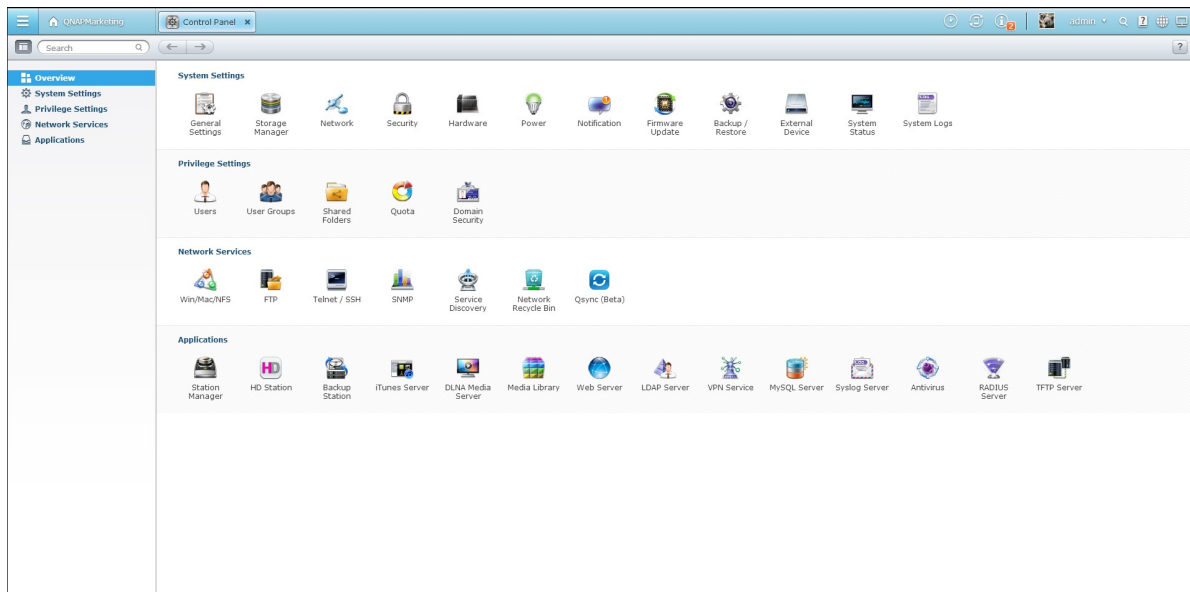 QNAPMarketing
Control Panel
2
admin
?
Search
?
Overview
System Settings
Privilege Settings
Network Services
Applications
System Settings
General Settings
Storage Manager
Network
Security
Hardware
Power
Notification
Firmware Update
Backup / Restore
External Device
System Status
System Logs
Privilege Settings
Users
User Groups
Shared Folders
Quota
Domain Security
Network Services
Win/Mac/NFS
FTP
Telnet / SSH
SNMP
Service Discovery
Network Recycle Bin
Qsync (Beta)
Applications
Station Manager
HD
HD Station
Backup Station
iTunes Server
DLNA Media Server
Media Library
Web Server
LDAP Server
VPN Service
MySQL Server
Syslog Server
Antivirus
RADIUS Server
TFTP Server